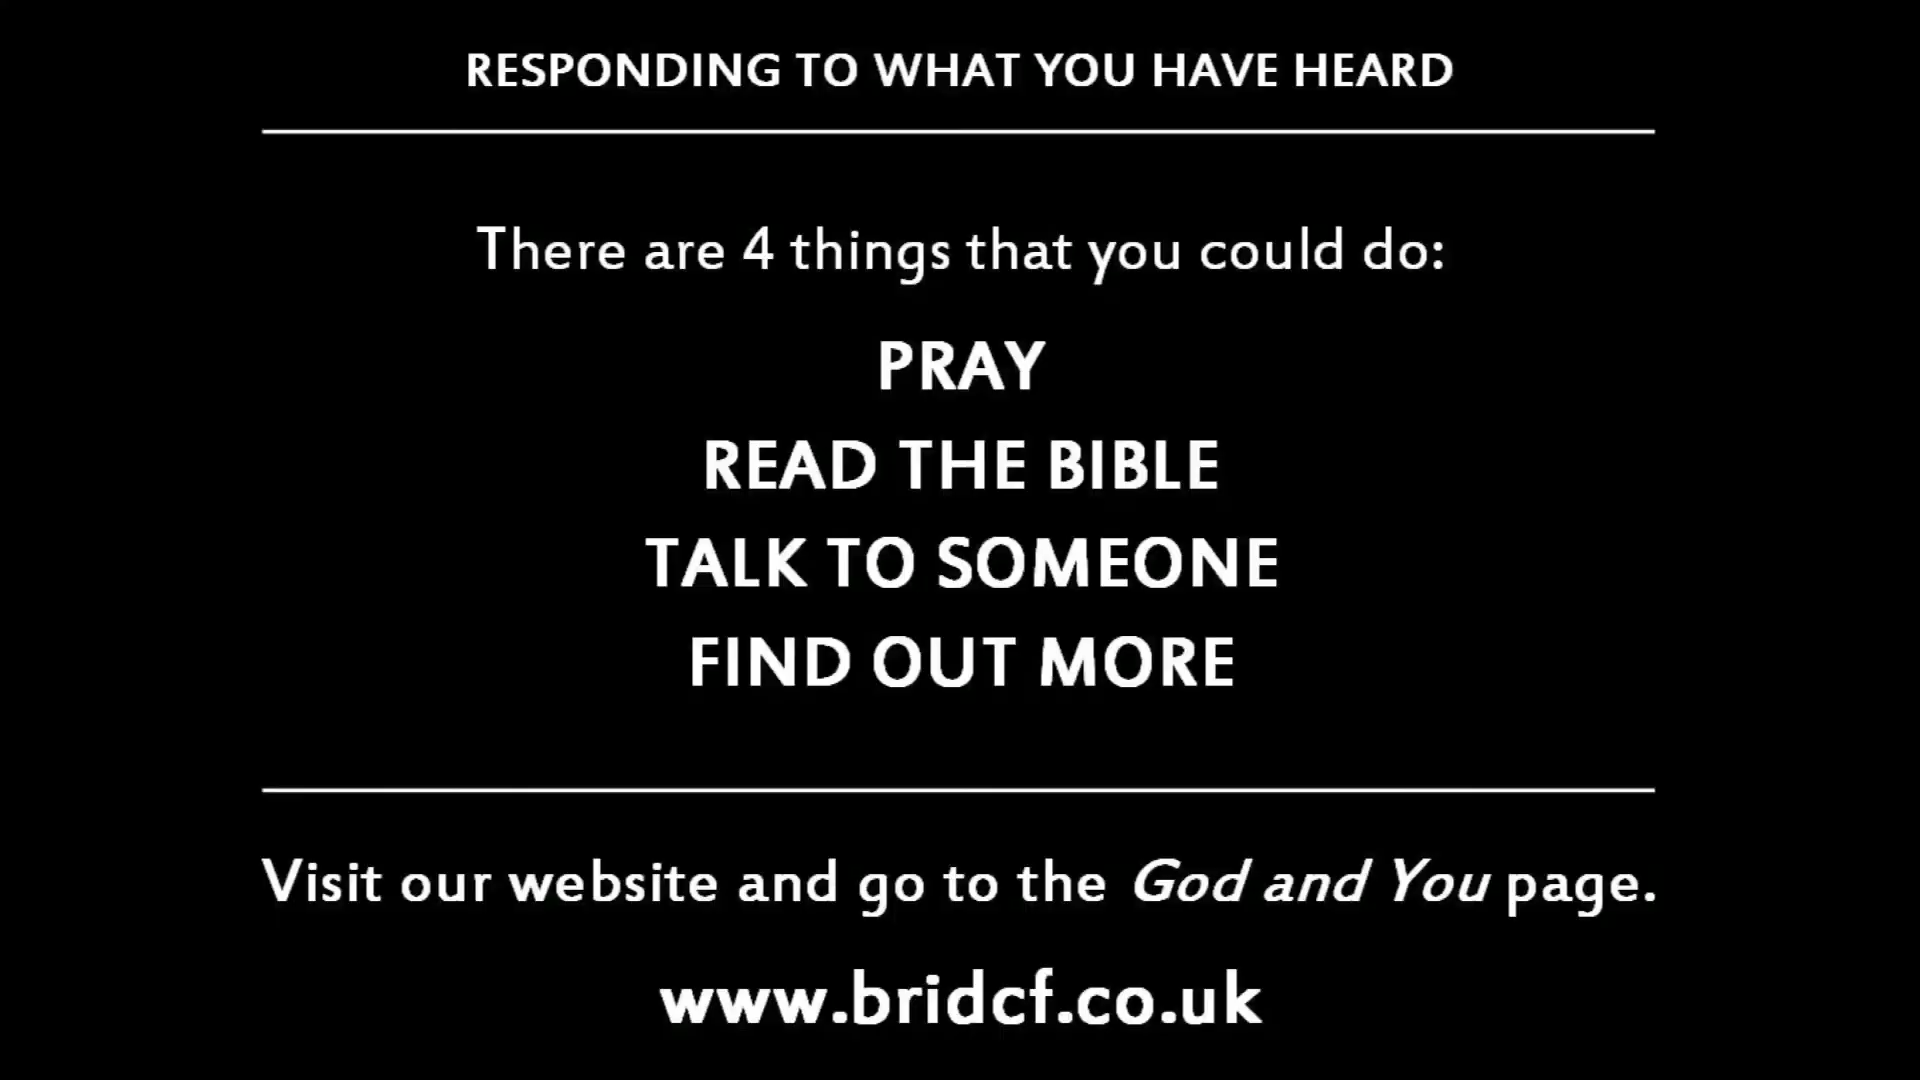 RESPONDING TO WHAT YOU HAVE HEARD
There are 4 things that you could do:
PRAY
READ THE BIBLE
TALK TO SOMEONE
FIND OUT MORE
Visit our website and go to the God and You page.
www.bridcf.co.uk